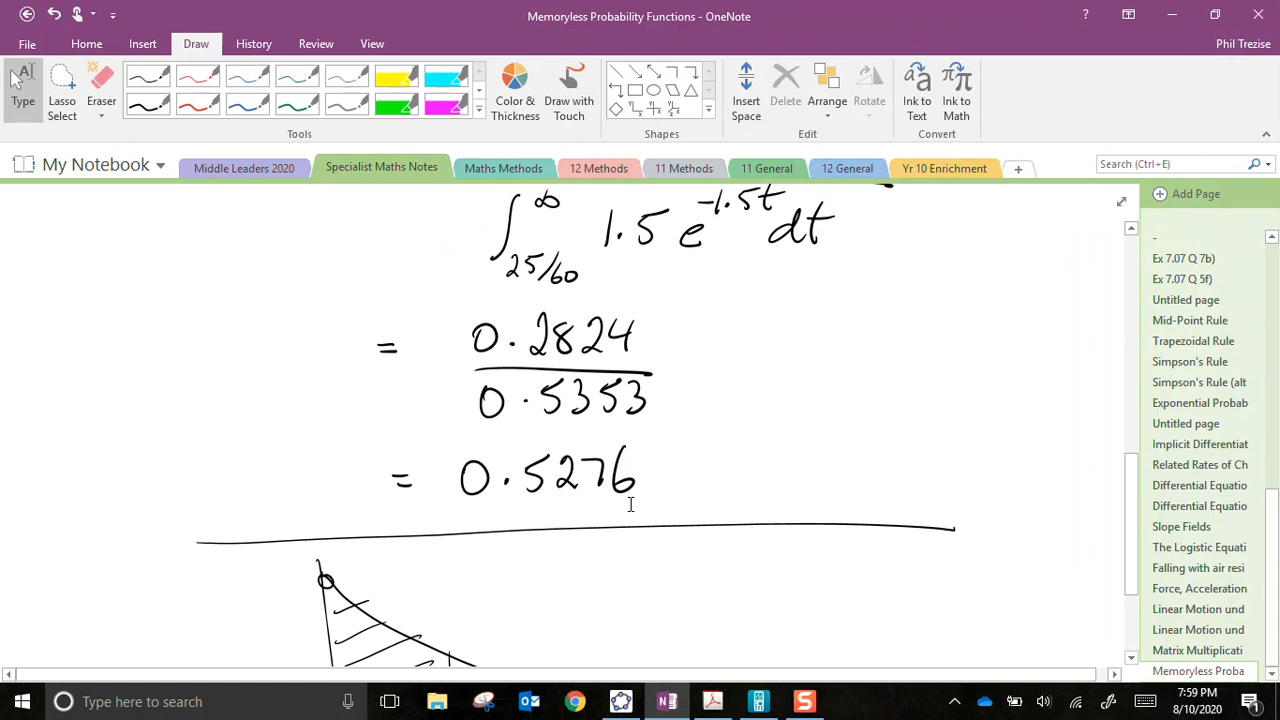 Memoryless Probability Functions - OneNote
File Home Insert Draw History Review View Phil Trezise
Type
Lasso Select
Eraser
Color & Thickness
Draw with Touch
Insert Space
Delete
Arrange
Rotate
Ink to Text
Ink to Math
Tools Shapes Edit Convert
My Notebook Middle Leaders 2020 Specialist Maths Notes Maths Methods 12 Methods 11 Methods 11 General 12 General Yr 10 Enrichment + Search (Ctrl+E)
Add Page
-
Ex 7.07 Q 7b)
Ex 7.07 Q 5f)
Untitled page
Mid-Point Rule
Trapezoidal Rule
Simpson's Rule
Simpson's Rule (alt
Exponential Probab
Untitled page
Implicit Differentiat
Related Rates of Ch
Differential Equatio
Differential Equatio
Slope Fields
The Logistic Equati
Falling with air resi
Force, Acceleration
Linear Motion und
Linear Motion und
Matrix Multiplicati
Memoryless Proba
∫ ∞ 25/60 1.5 e^-1.5t dt
= 0.2824
0.5353
= 0.5276
Type here to search
7:59 PM
8/10/2020